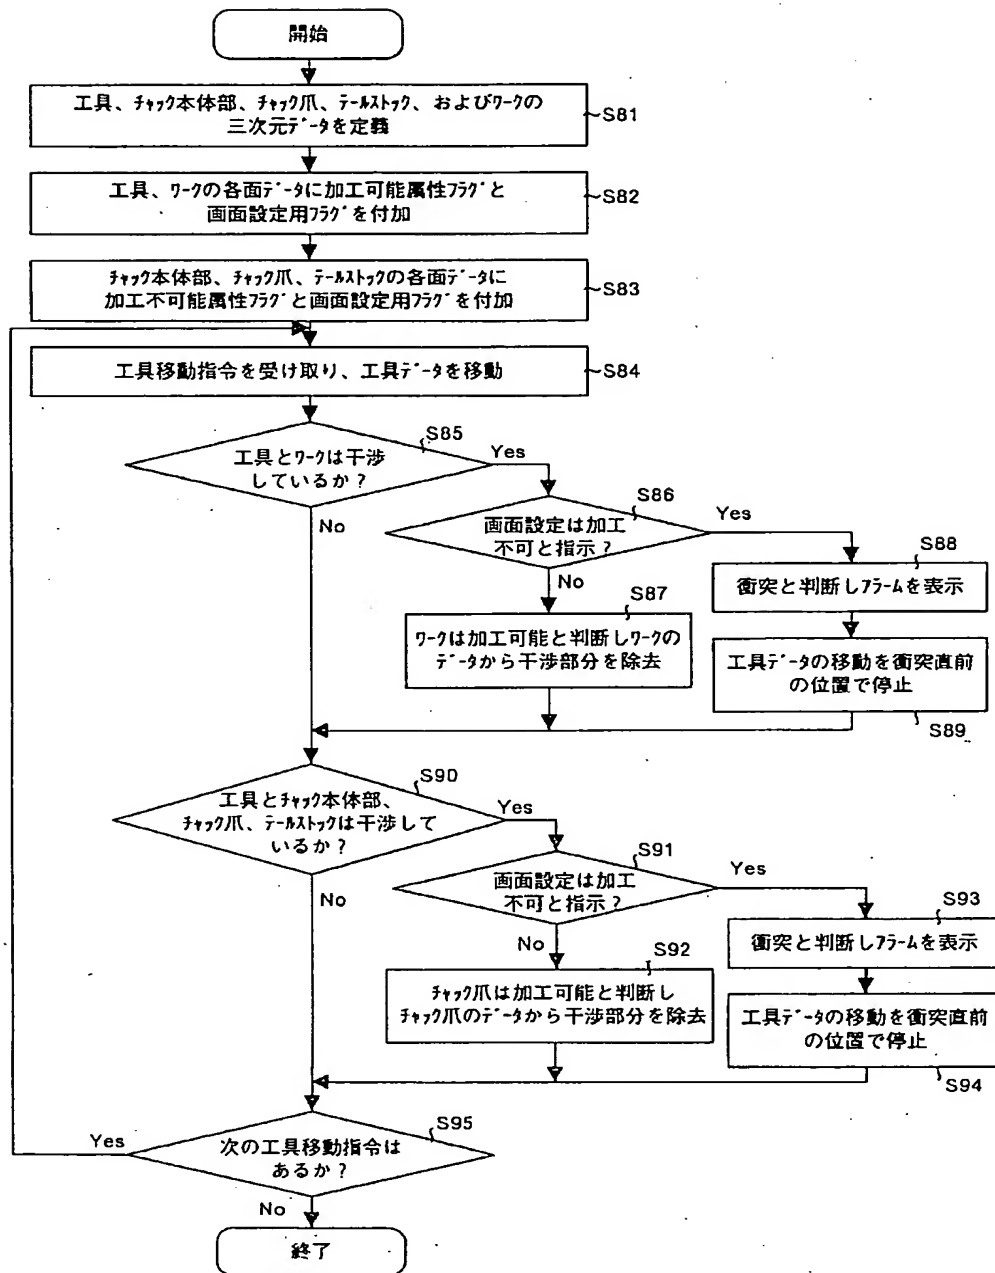 開始
工具、チャック本体部、チャック爪、テールストック、およびワークの
三次元データを定義
S81
工具、ワークの各面データに加工可能属性フラグと
画面設定用フラグを付加
S82
チャック本体部、チャック爪、テールストックの各面データに
加工不可能属性フラグと画面設定用フラグを付加
S83
工具移動指令を受け取り、工具データを移動
S84
S85
工具とワークは干渉
しているか?
Yes
No
S86
画面設定は加工
不可と指示?
Yes
No
S88
衝突と判断しアラームを表示
S87
ワークは加工可能と判断しワークの
データから干渉部分を除去
工具データの移動を衝突直前
の位置で停止
S89
S90
工具とチャック本体部、
チャック爪、テールストックは干渉して
いるか?
Yes
No
S91
画面設定は加工
不可と指示?
Yes
No
S93
衝突と判断しアラームを表示
S92
チャック爪は加工可能と判断し
チャック爪のデータから干渉部分を除去
工具データの移動を衝突直前
の位置で停止
S94
S95
次の工具移動指令は
あるか?
Yes
No
終了